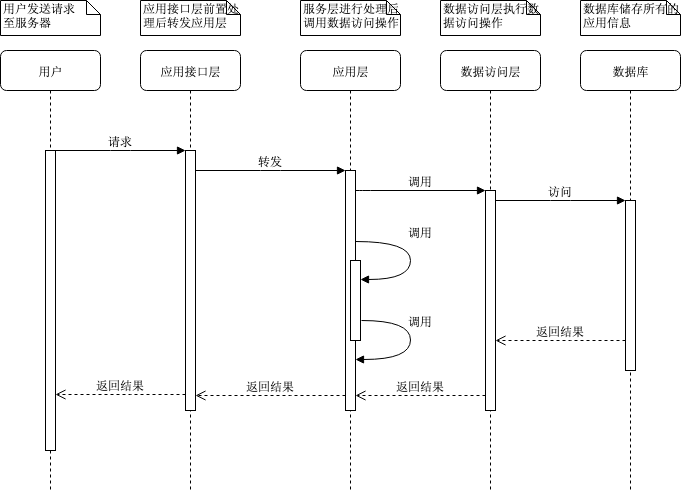 用户发送请求
至服务器
应用接口层前置处
理后转发应用层
服务层进行处理后
调用数据访问操作
数据访问层执行数
据访问操作
数据库储存所有的
应用信息
用户
应用接口层
应用层
数据访问层
数据库
请求
转发
调用
访问
调用
调用
返回结果
返回结果
返回结果
返回结果